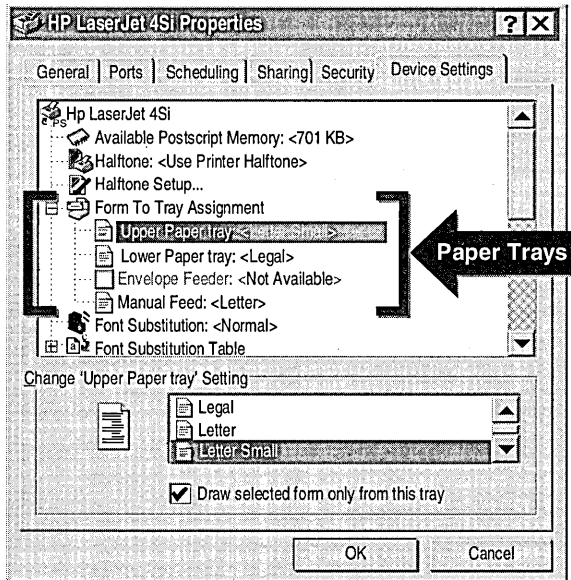 HP LaserJet 4Si Properties
General Ports Scheduling Sharing Security Device Settings
Hp LaserJet 4Si
Available Postscript Memory: <701 KB>
Halftone: <Use Printer Halftone>
Halftone Setup...
Form To Tray Assignment
Upper Paper tray: <Letter Small>
Lower Paper tray: <Legal>
Envelope Feeder: <Not Available>
Manual Feed: <Letter>
Font Substitution: <Normal>
Font Substitution Table
Paper Trays
Change 'Upper Paper tray' Setting
Legal
Letter
Letter Small
Draw selected form only from this tray
OK Cancel